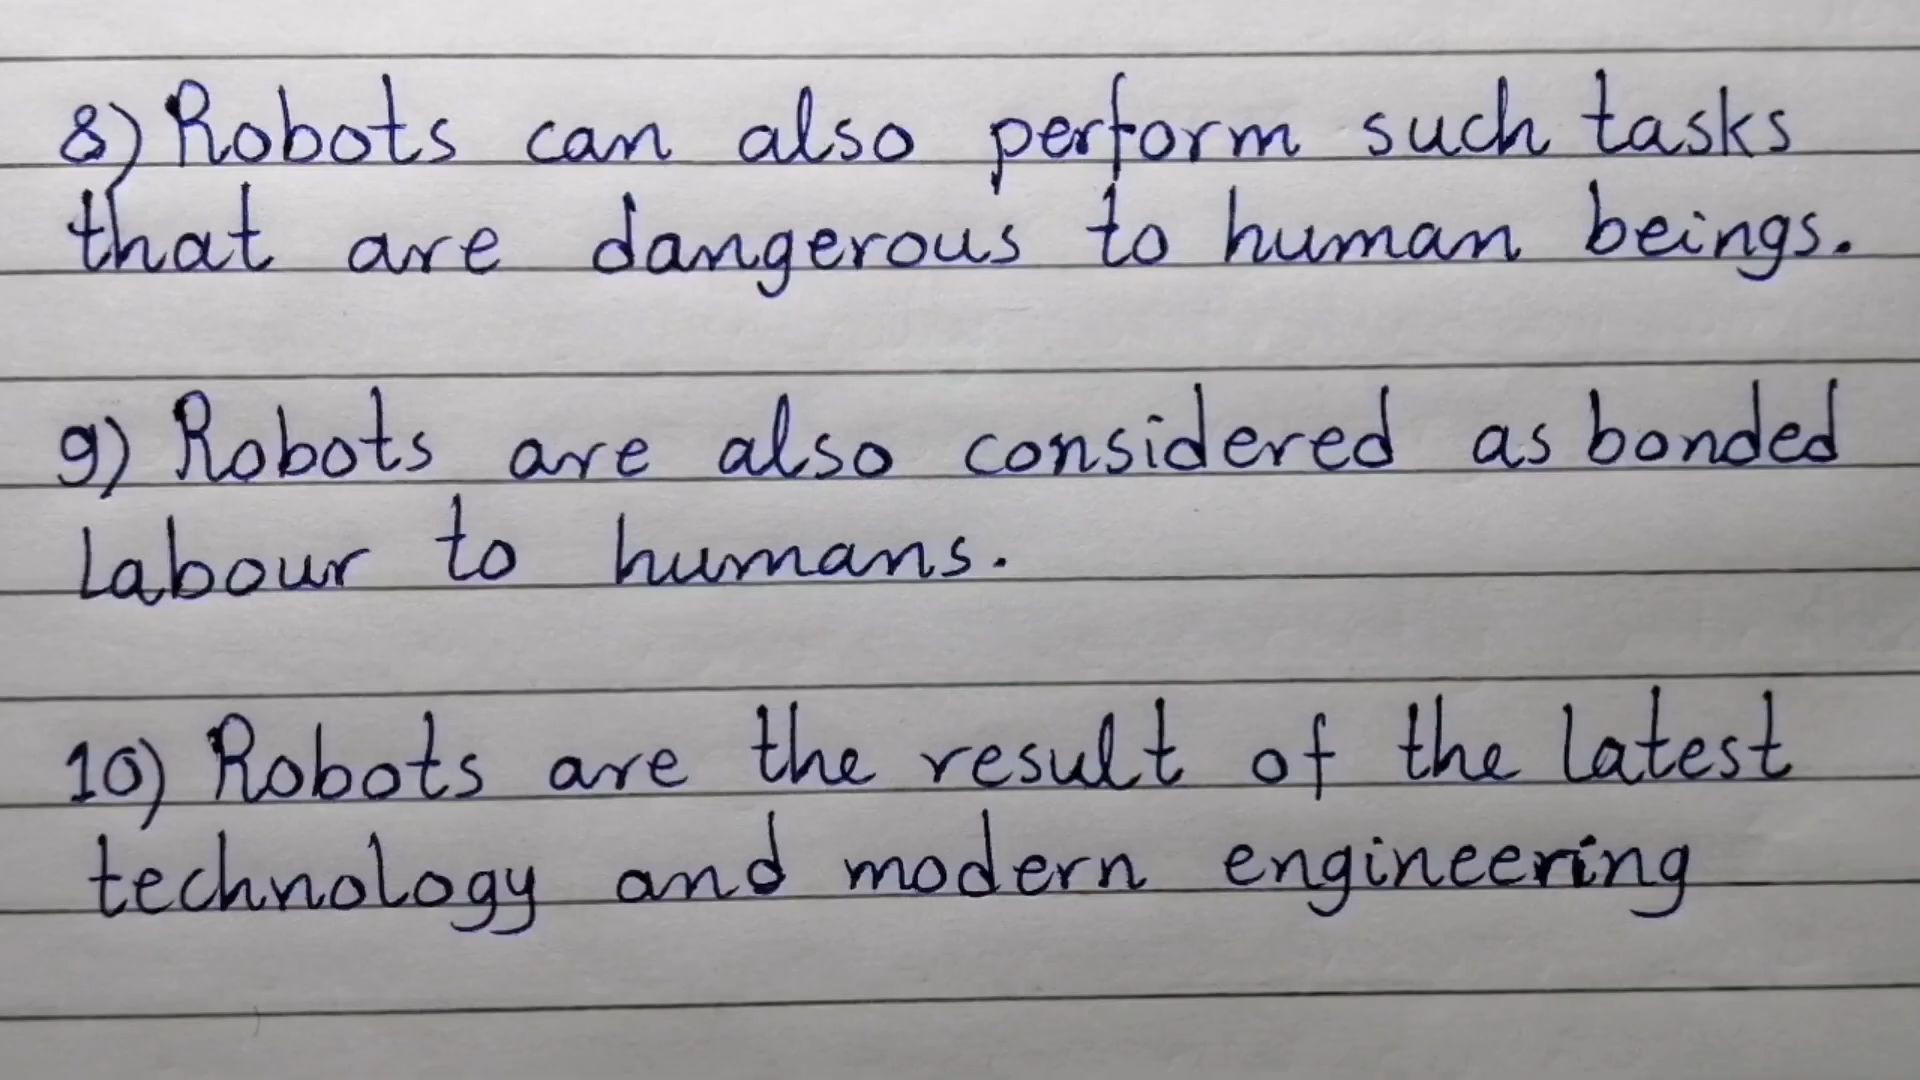 8) Robots can also perform such tasks
that are dangerous to human beings.
9) Robots are also considered as bonded
Labour to humans.
10) Robots are the result of the latest
technology and modern engineering